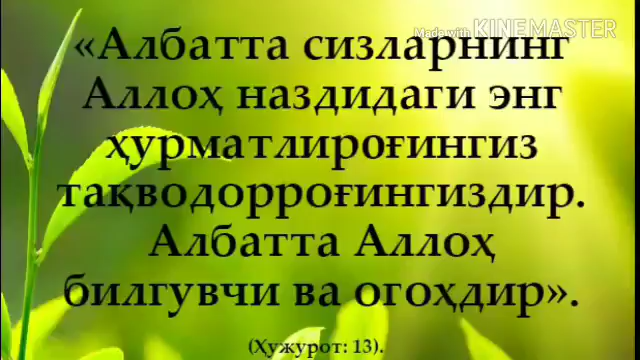 Made with KINEMASTER
«Албатта сизларнинг
Аллоҳ наздидаги энг
ҳурматлироғингиз
тақводорроғингиздир.
Албатта Аллоҳ
билгувчи ва огоҳдир».
(Ҳужурот: 13).